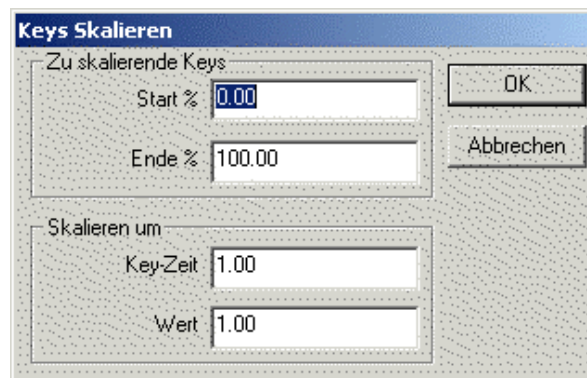 Keys Skalieren
Zu skalierende Keys
Start % 0.00
Ende % 100.00
OK
Abbrechen
Skalieren um
Key-Zeit 1.00
Wert 1.00